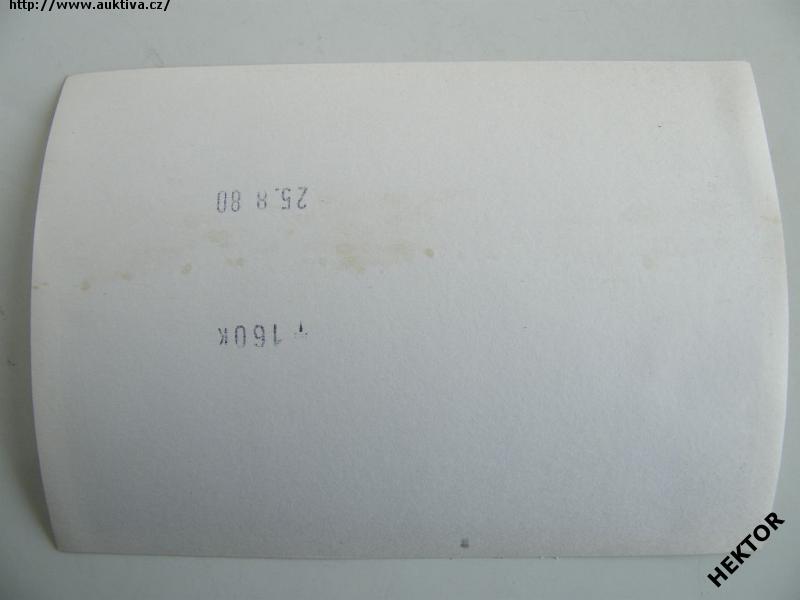 http://www.auktiva.cz/
25. 8 80
160K
HEKTOR